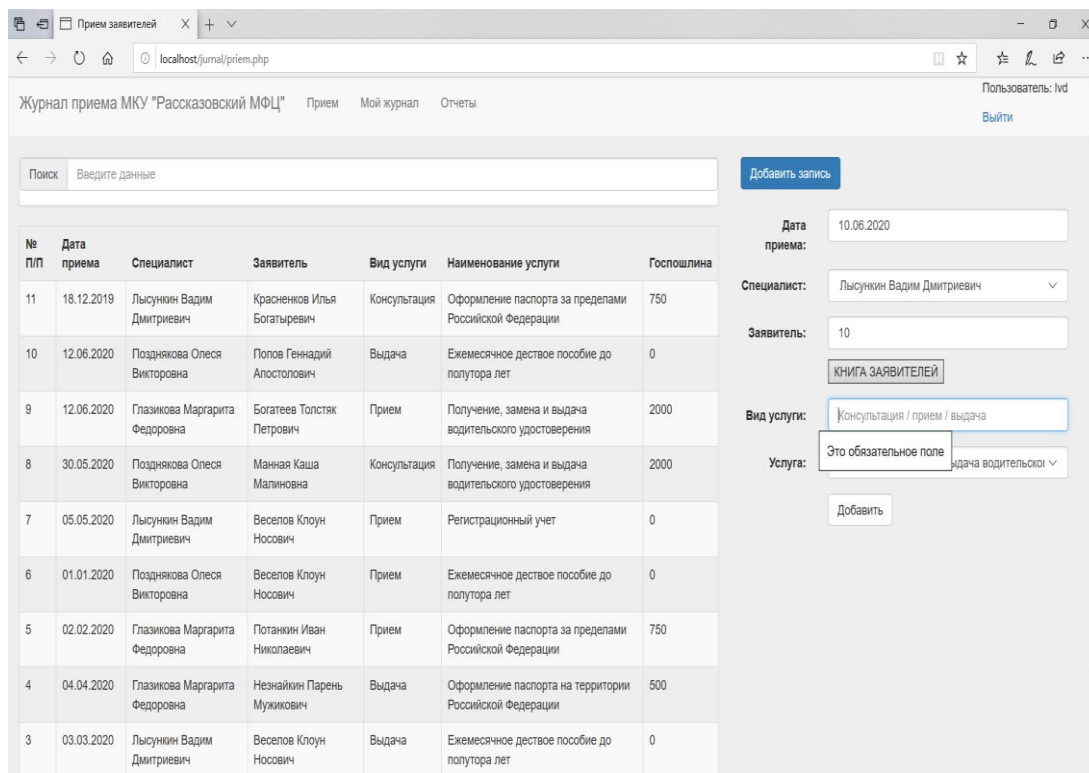 Прием заявителей
localhost/jurnal/priem.php
Журнал приема МКУ "Рассказовский МФЦ" Прием Мой журнал Отчеты
Пользователь: lvd
Выйти
Поиск Введите данные
№ П/П Дата приема Специалист Заявитель Вид услуги Наименование услуги Госпошлина
11 18.12.2019 Лысункин Вадим Дмитриевич Красненков Илья Богатыревич Консультация Оформление паспорта за пределами Российской Федерации 750
10 12.06.2020 Позднякова Олеся Викторовна Попов Геннадий Апостолович Выдача Ежемесячное дествое пособие до полутора лет 0
9 12.06.2020 Глазикова Маргарита Федоровна Богатеев Толстяк Петрович Прием Получение, замена и выдача водительского удостоверения 2000
8 30.05.2020 Позднякова Олеся Викторовна Манная Каша Малиновна Консультация Получение, замена и выдача водительского удостоверения 2000
7 05.05.2020 Лысункин Вадим Дмитриевич Веселов Клоун Носович Прием Регистрационный учет 0
6 01.01.2020 Позднякова Олеся Викторовна Веселов Клоун Носович Прием Ежемесячное дествое пособие до полутора лет 0
5 02.02.2020 Глазикова Маргарита Федоровна Потанкин Иван Николаевич Прием Оформление паспорта за пределами Российской Федерации 750
4 04.04.2020 Глазикова Маргарита Федоровна Незнайкин Парень Мужикович Выдача Оформление паспорта на территории Российской Федерации 500
3 03.03.2020 Лысункин Вадим Дмитриевич Веселов Клоун Носович Выдача Ежемесячное дествое пособие до полутора лет 0
Добавить запись
Дата приема: 10.06.2020
Специалист: Лысункин Вадим Дмитриевич
Заявитель: 10
КНИГА ЗАЯВИТЕЛЕЙ
Вид услуги: Консультация / прием / выдача
Это обязательное поле
Услуга: водительског
Добавить